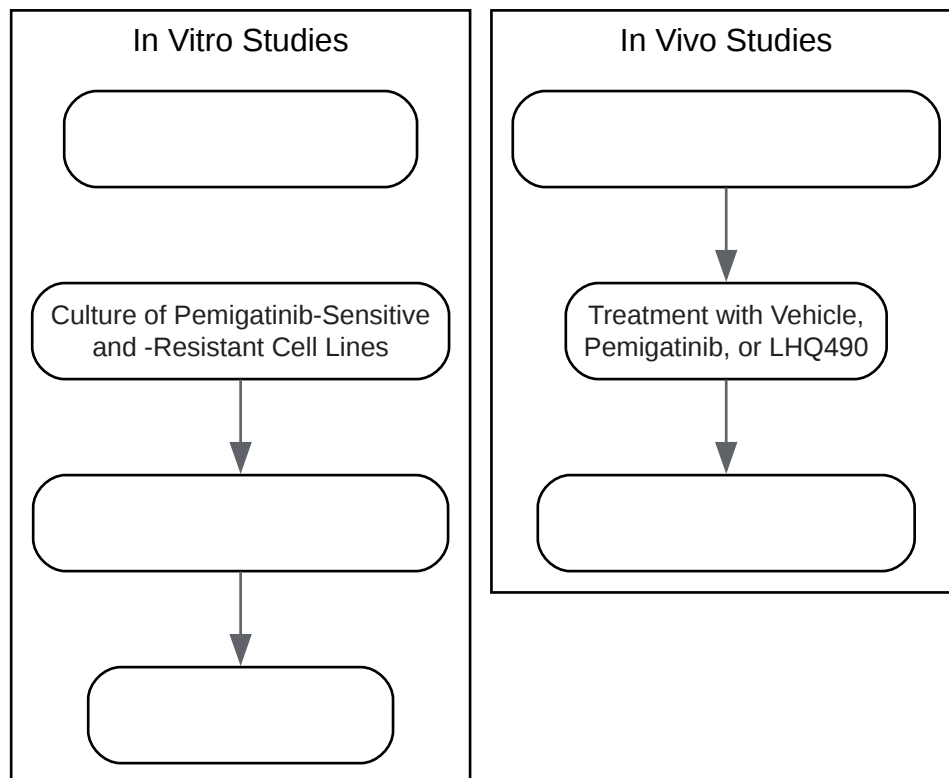 In Vitro Studies
Culture of Pemigatinib-Sensitive
and -Resistant Cell Lines
In Vivo Studies
Treatment with Vehicle,
Pemigatinib, or LHQ490